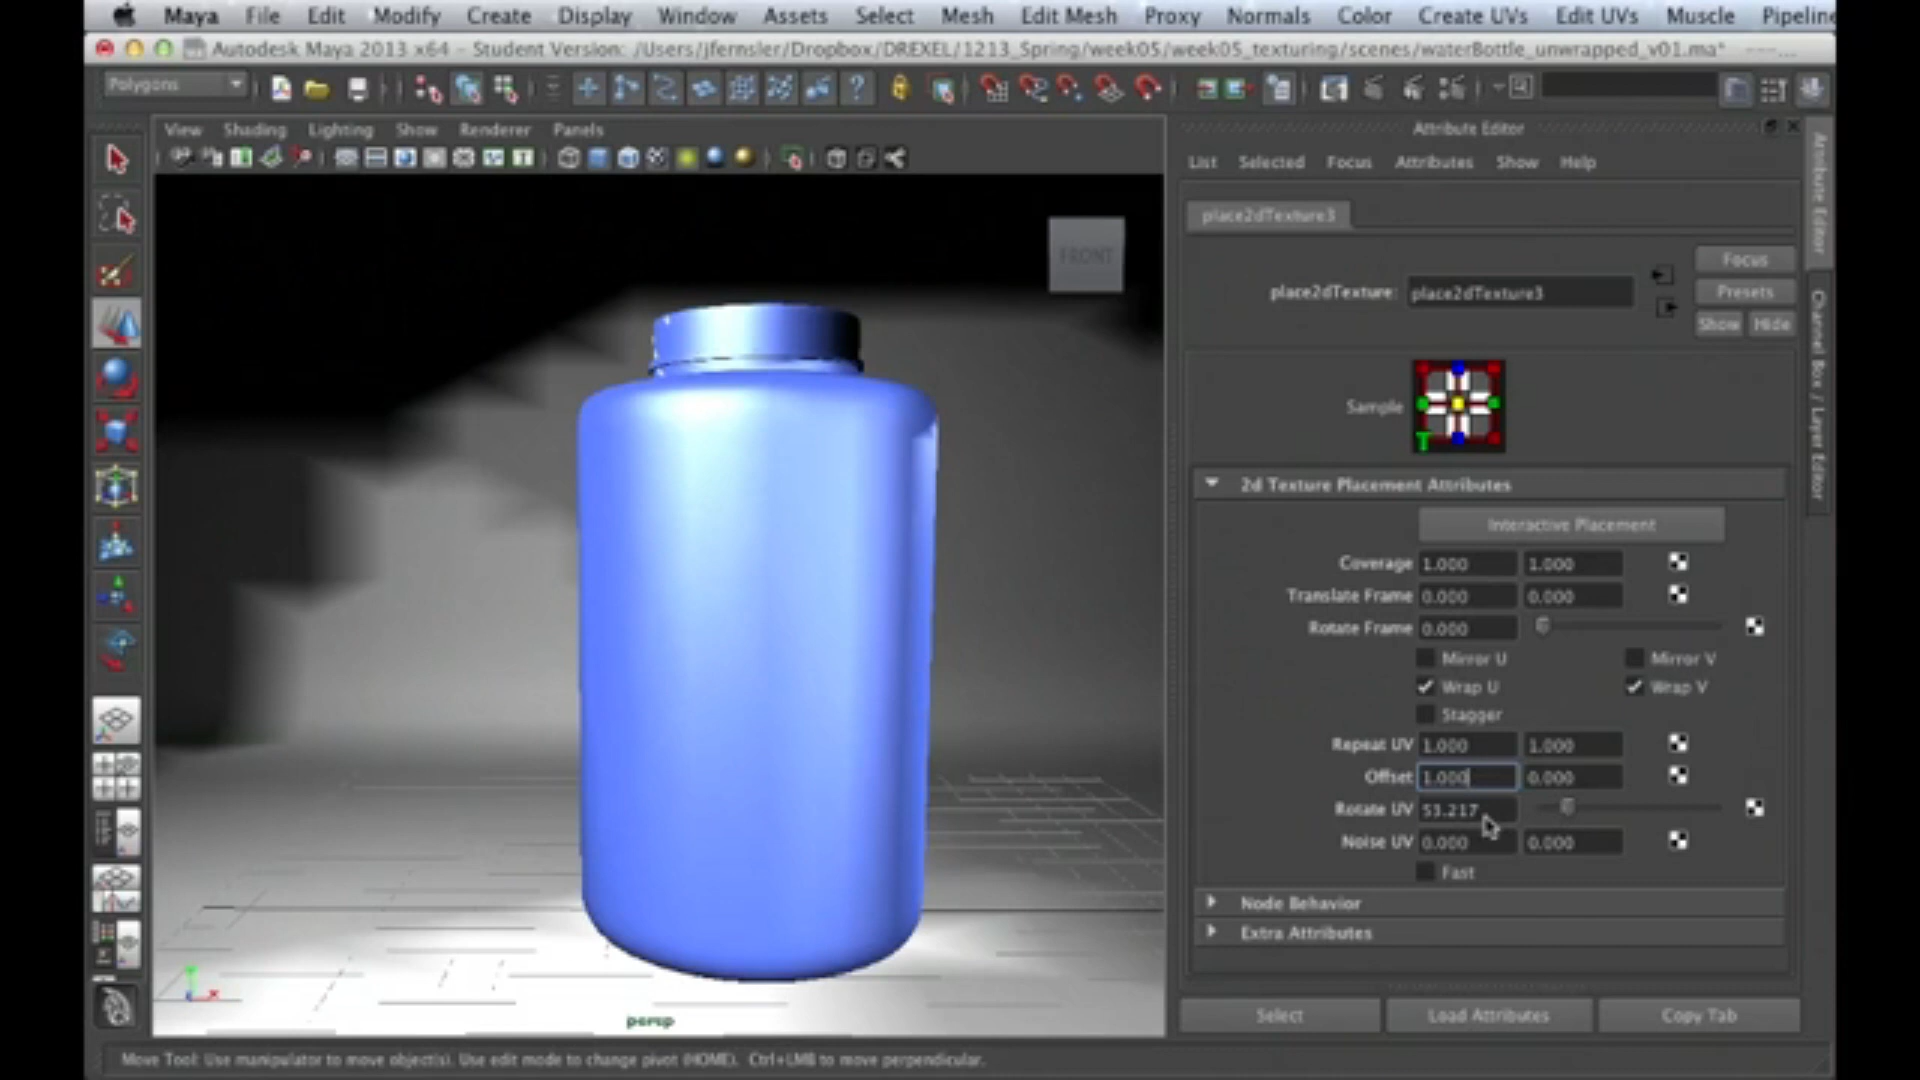 Maya File Edit Modify Create Display Window Assets Select Mesh Edit Mesh Proxy Normals Color Create UVs Edit UVs Muscle Pipeline
Autodesk Maya 2013 x64 – Student Version: /Users/jfernsler/Dropbox/DREXEL/1213_Spring/week05/week05_texturing/scenes/waterBottle_unwrapped_v01.ma*
Polygons
View Shading Lighting Show Renderer Panels
Attribute Editor
List Selected Focus Attributes Show Help
place2dTexture3
Focus
place2dTexture: place2dTexture3
Presets
Show Hide
FRONT
Sample
2d Texture Placement Attributes
Interactive Placement
Coverage 1.000 1.000
Translate Frame 0.000 0.000
Rotate Frame 0.000
Mirror U Mirror V
Wrap U Wrap V
Stagger
Repeat UV 1.000 1.000
Offset 1.000 0.000
Rotate UV 53.217
Noise UV 0.000 0.000
Fast
Node Behavior
Extra Attributes
Select Load Attributes Copy Tab
Attribute Editor
Channel Box / Layer Editor
persp
Move Tool: Use manipulator to move object(s). Use edit mode to change pivot (HOME). Ctrl+LMB to move perpendicular.